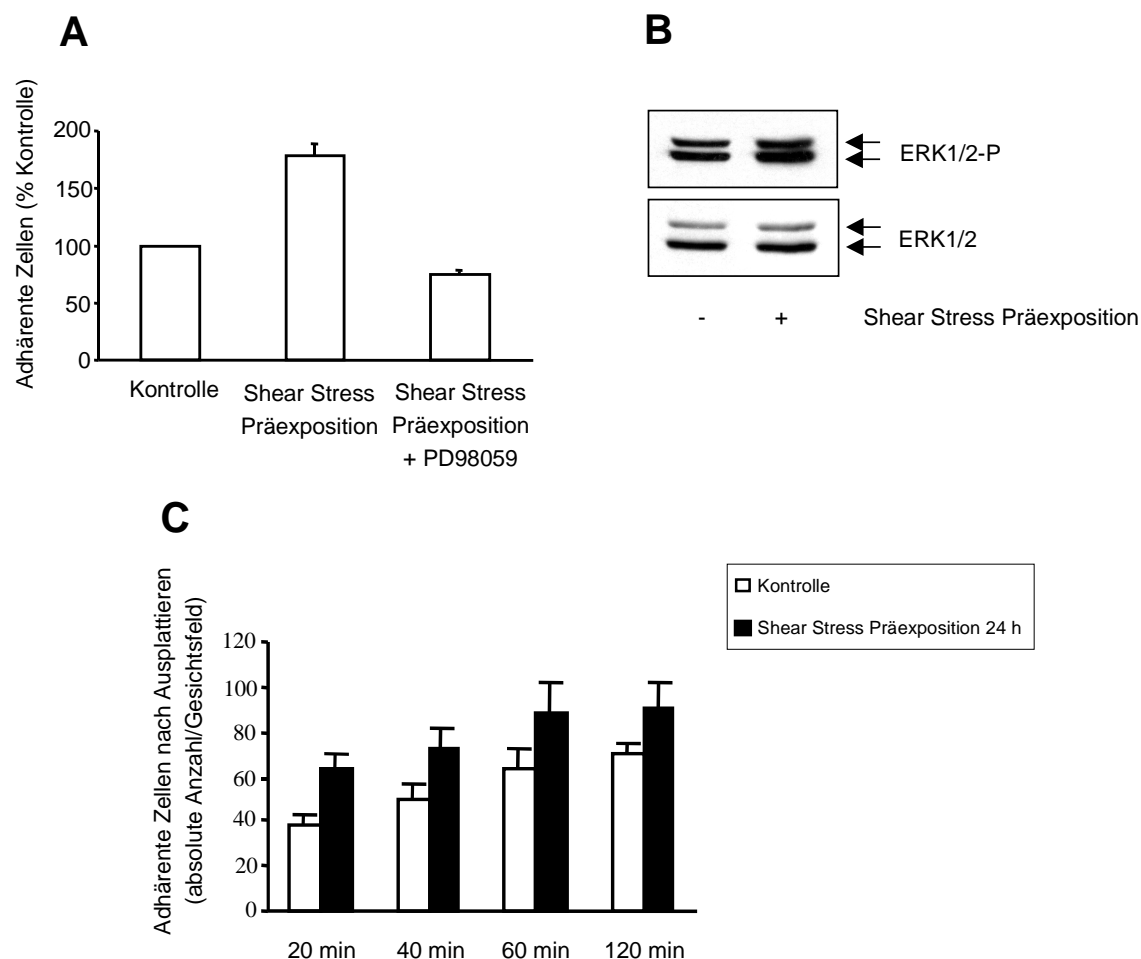 A
Adhärente Zellen (% Kontrolle)
200
150
100
50
0
Kontrolle
Shear Stress
Präexposition
Shear Stress
Präexposition
+ PD98059
B
ERK1/2-P
ERK1/2
- + Shear Stress Präexposition
C
Adhärente Zellen nach Ausplattieren
(absolute Anzahl/Gesichtsfeld)
120
100
80
60
40
20
0
20 min 40 min 60 min 120 min
Kontrolle
Shear Stress Präexposition 24 h